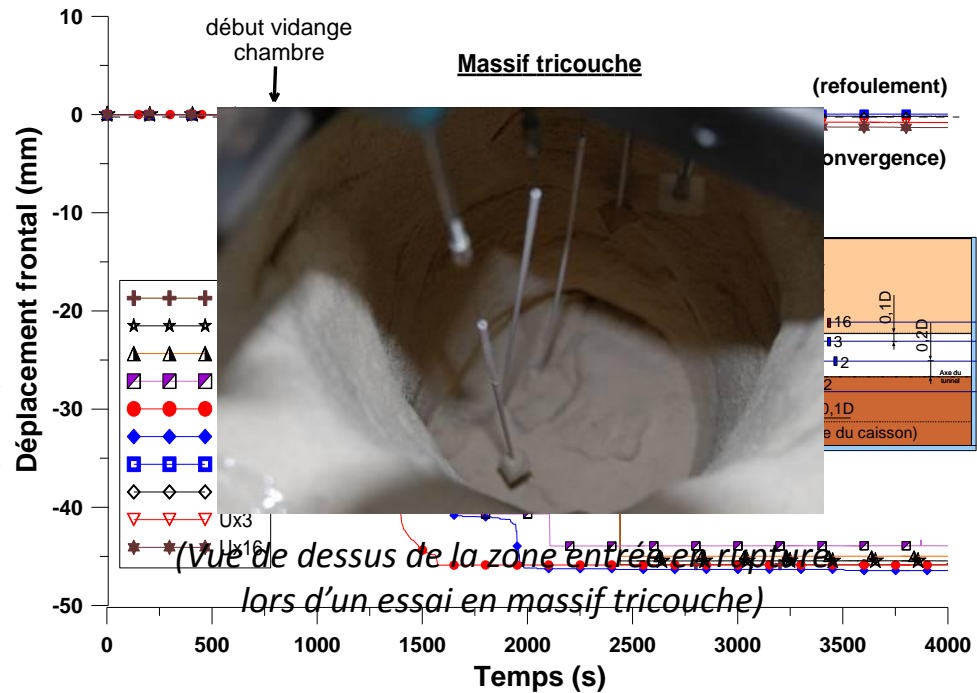 10
0
-10
-20
-30
-40
-50
Déplacement frontal (mm)
début vidange
chambre
Massif tricouche
(refoulement)
onvergence)
16
3
2
2
0,1D
0,2D
Axe du
tunnel
0,1D
e du caisson)
Ux3
Ux16
(Vue de dessus de la zone entrée en rupture
lors d'un essai en massif tricouche)
0 500 1000 1500 2000 2500 3000 3500 4000
Temps (s)